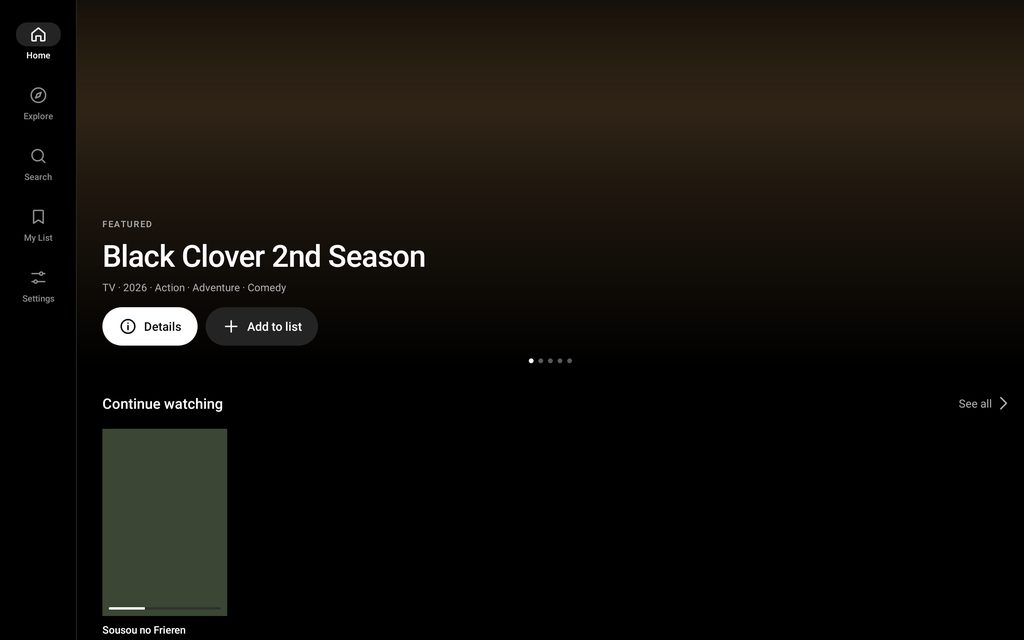 Home
Explore
Search
My List
Settings
FEATURED
Black Clover 2nd Season
TV · 2026 · Action · Adventure · Comedy
Details
Add to list
Continue watching
See all
Sousou no Frieren